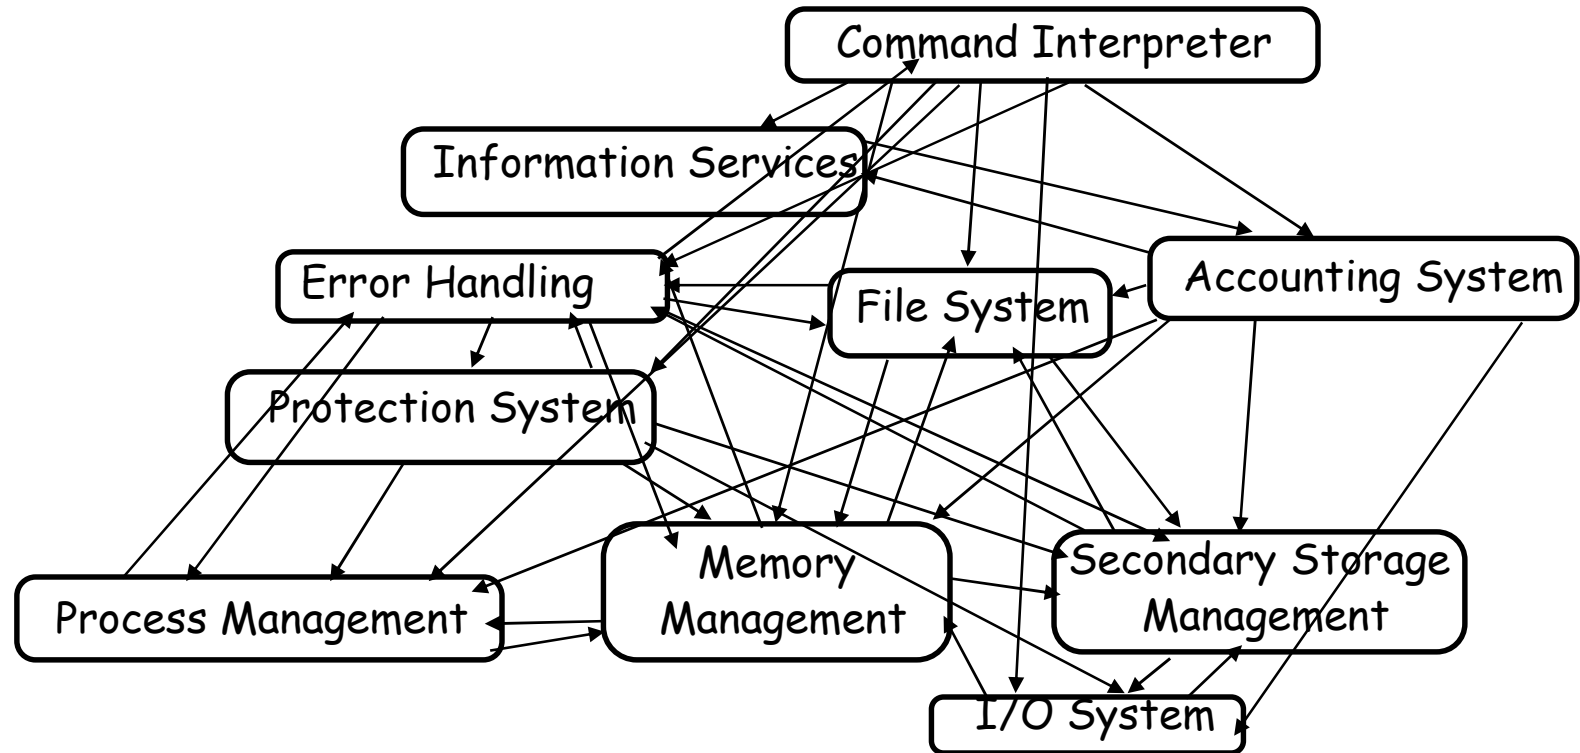 Command Interpreter
Information Services
Error Handling
File System
Accounting System
Protection System
Memory
Management
Secondary Storage
Management
Process Management
I/O System